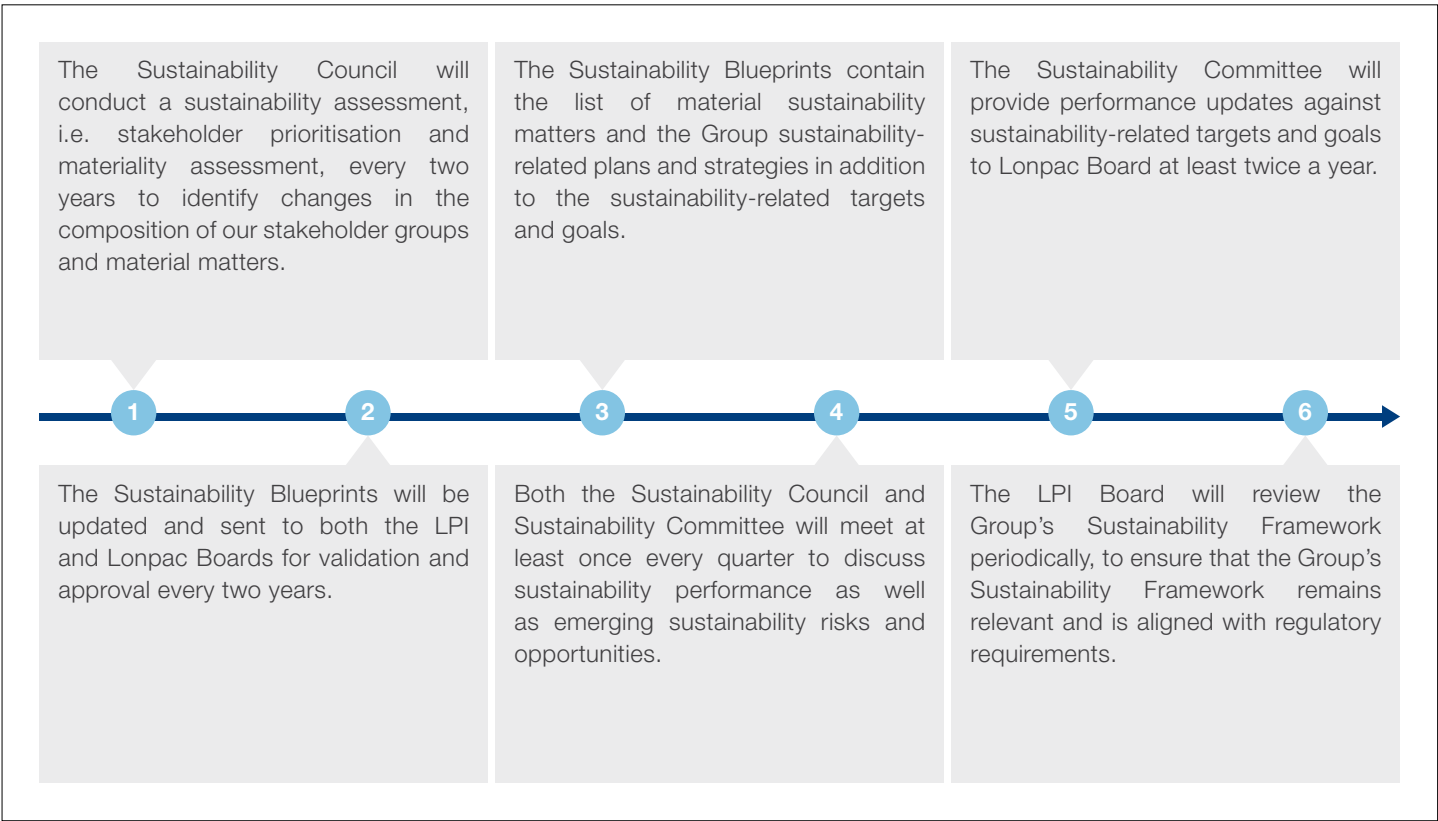 The Sustainability Council will
conduct a sustainability assessment,
i.e. stakeholder prioritisation and
materiality assessment, every two
years to identify changes in the
composition of our stakeholder groups
and material matters.
The Sustainability Blueprints contain
the list of material sustainability
matters and the Group sustainability-
related plans and strategies in addition
to the sustainability-related targets
and goals.
The Sustainability Committee will
provide performance updates against
sustainability-related targets and goals
to Lonpac Board at least twice a year.
1
2
3
4
5
6
The Sustainability Blueprints will be
updated and sent to both the LPI
and Lonpac Boards for validation and
approval every two years.
Both the Sustainability Council and
Sustainability Committee will meet at
least once every quarter to discuss
sustainability performance as well
as emerging sustainability risks and
opportunities.
The LPI Board will review the
Group's Sustainability Framework
periodically, to ensure that the Group's
Sustainability Framework remains
relevant and is aligned with regulatory
requirements.